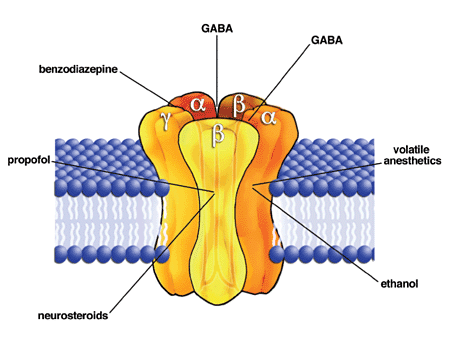 GABA
GABA
benzodiazepine
α
β
γ
α
β
volatile
anesthetics
propofol
ethanol
neurosteroids